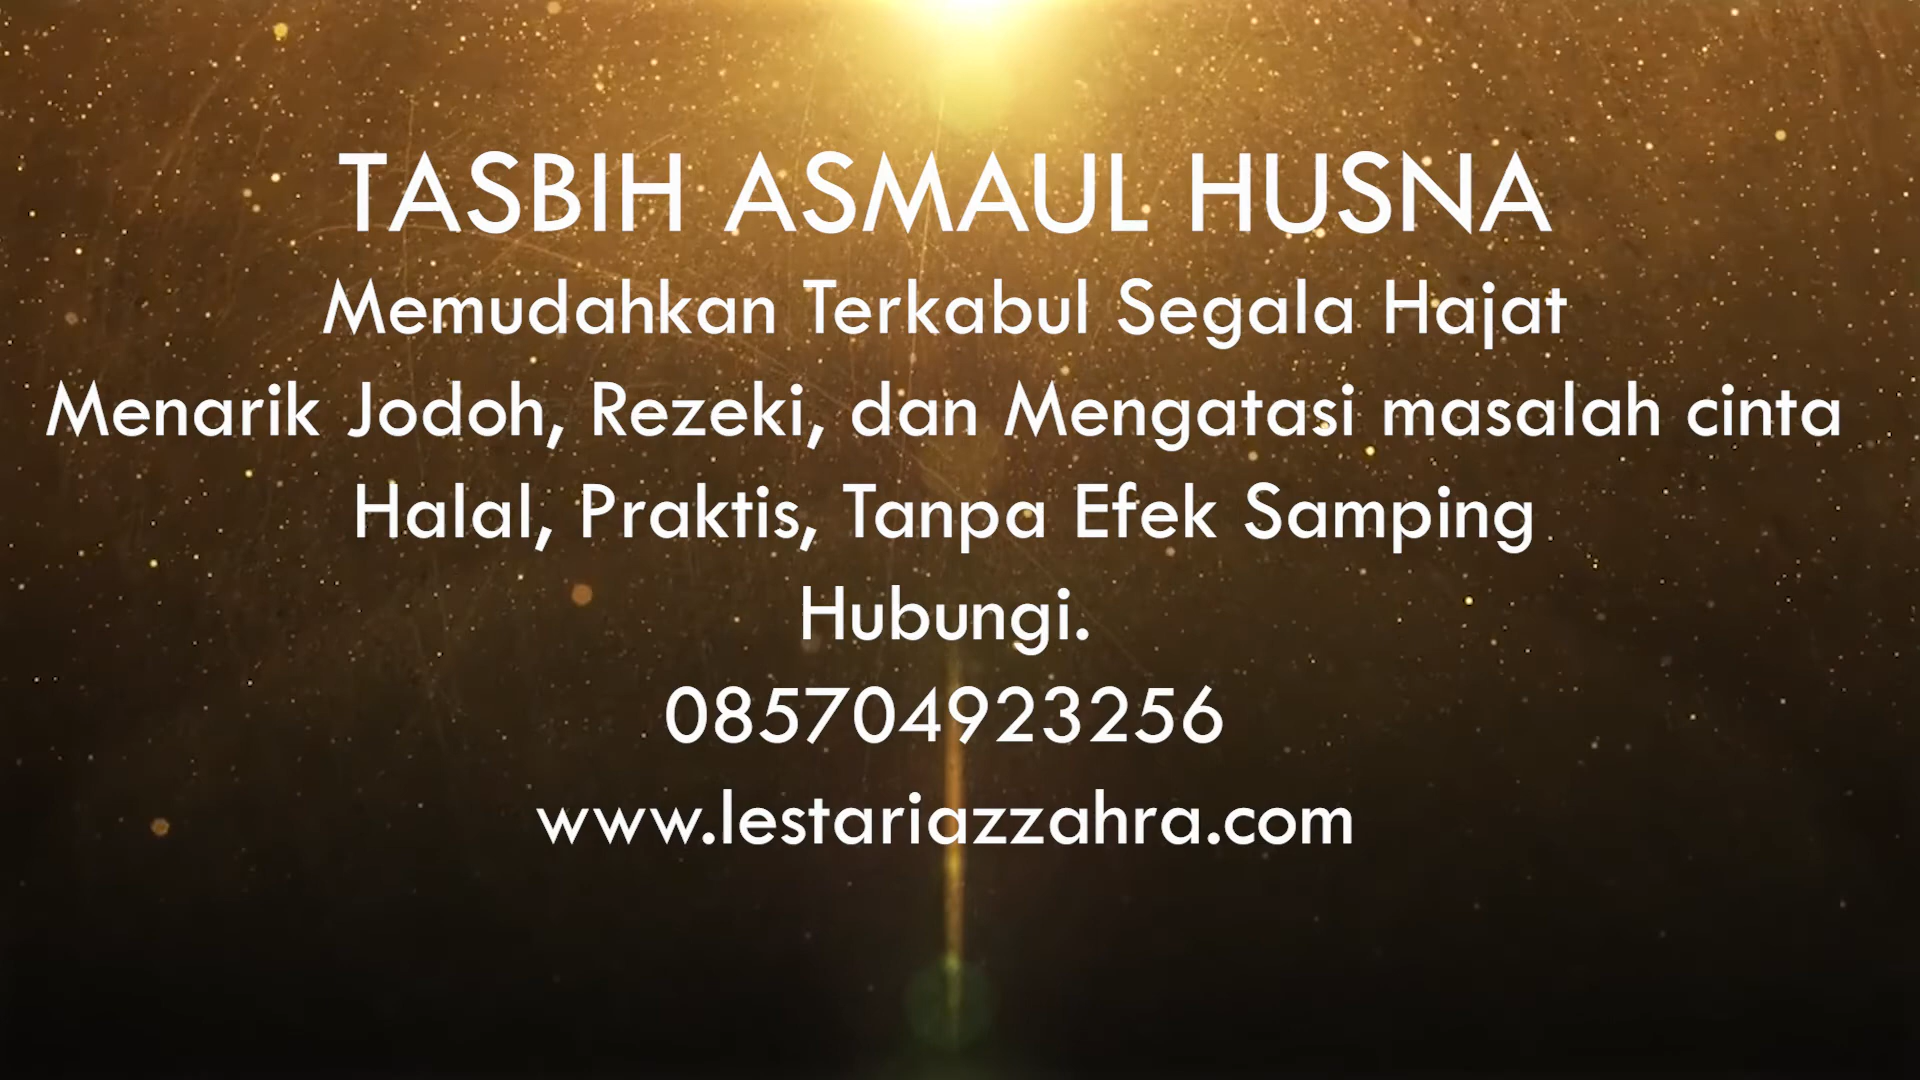 TASBIH ASMAUL HUSNA
Memudahkan Terkabul Segala Hajat
Menarik Jodoh, Rezeki, dan Mengatasi masalah cinta
Halal, Praktis, Tanpa Efek Samping
Hubungi.
085704923256
www.lestariazzahra.com